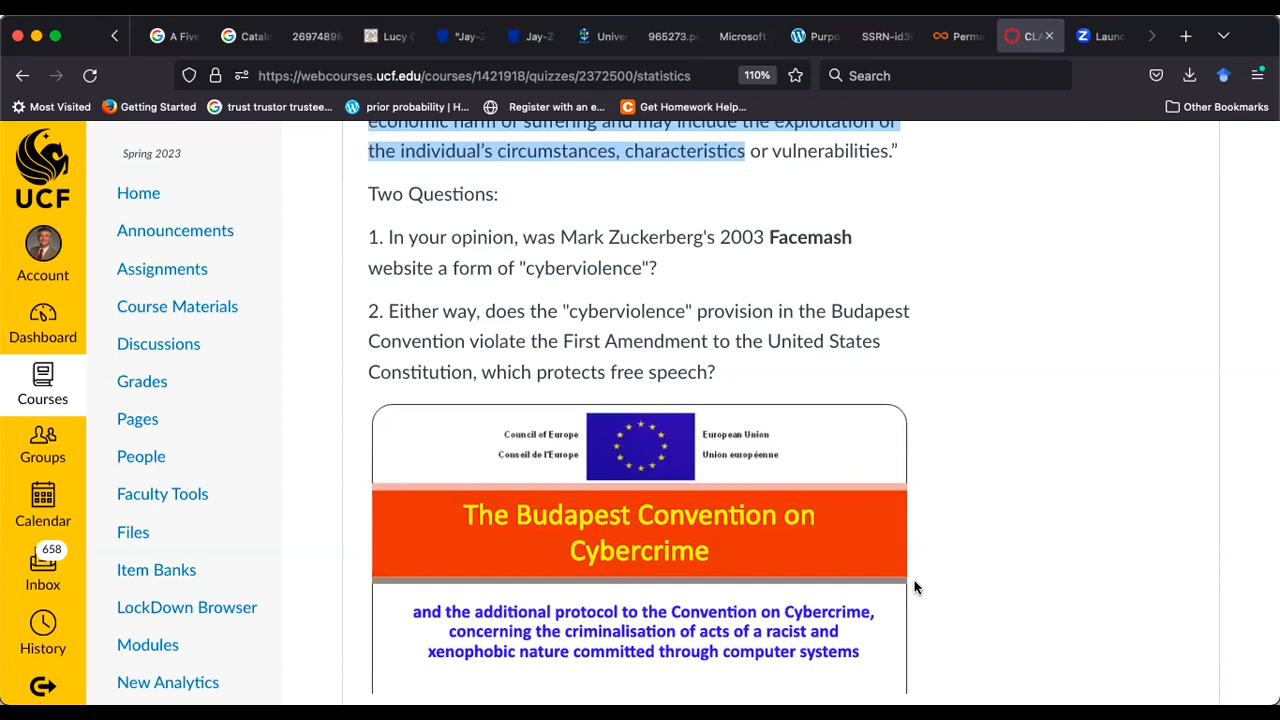 A Five
Catalo
26974898
Lucy (
"Jay-Z
Jay-Z
Univer
965273.p
Microsoft
Purpo
SSRN-id3
Perma
CLA
Launc
https://webcourses.ucf.edu/courses/1421918/quizzes/2372500/statistics
110%
Search
Most Visited
Getting Started
trust trustor trustee...
prior probability | H...
Register with an e...
Get Homework Help...
Other Bookmarks
UCF
Account
Dashboard
Courses
Groups
Calendar
658
Inbox
History
Spring 2023
Home
Announcements
Assignments
Course Materials
Discussions
Grades
Pages
People
Faculty Tools
Files
Item Banks
LockDown Browser
Modules
New Analytics
economic harm or suffering and may include the exploitation of
the individual's circumstances, characteristics or vulnerabilities.”
Two Questions:
1. In your opinion, was Mark Zuckerberg's 2003 Facemash
website a form of "cyberviolence"?
2. Either way, does the "cyberviolence" provision in the Budapest
Convention violate the First Amendment to the United States
Constitution, which protects free speech?
Council of Europe
Conseil de l'Europe
European Union
Union européenne
The Budapest Convention on
Cybercrime
and the additional protocol to the Convention on Cybercrime,
concerning the criminalisation of acts of a racist and
xenophobic nature committed through computer systems